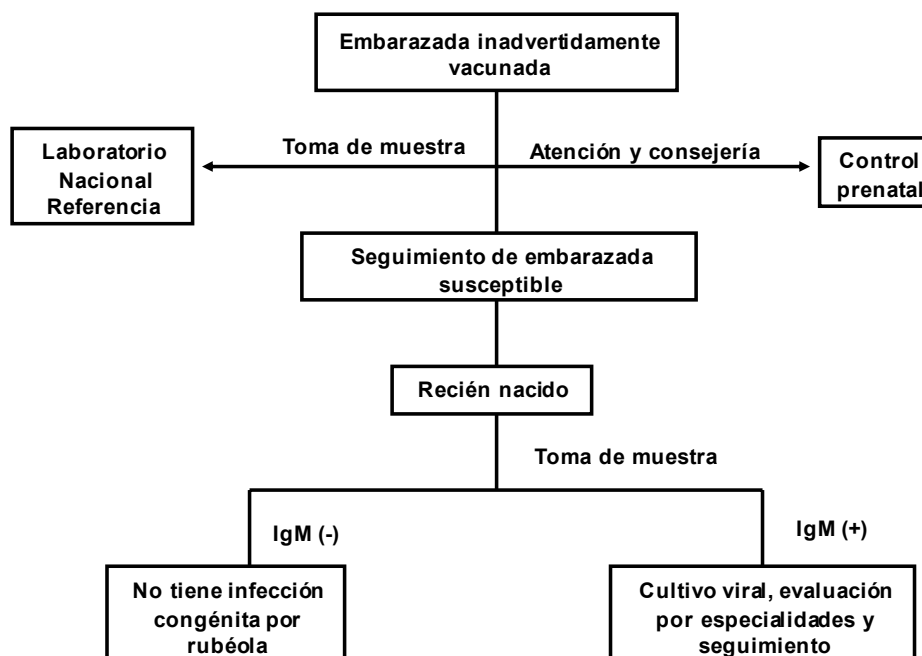 Embarazada inadvertidamente
vacunada
Laboratorio
Nacional
Referencia
Toma de muestra
Atención y consejería
Control
prenatal
Seguimiento de embarazada
susceptible
Recién nacido
Toma de muestra
IgM (-)
IgM (+)
No tiene infección
congénita por
rubéola
Cultivo viral, evaluación
por especialidades y
seguimiento